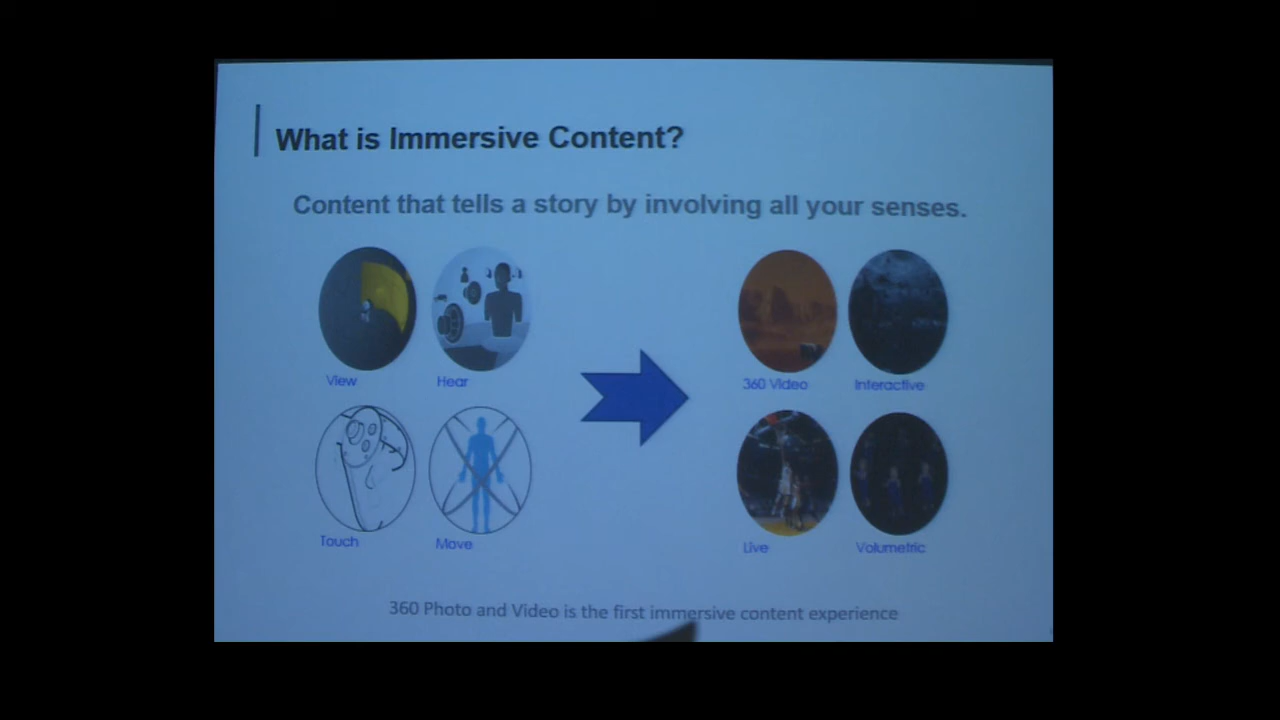 What is Immersive Content?
Content that tells a story by involving all your senses.
View Hear
360 Video Interactive
Touch Move
Live Volumetric
360 Photo and Video is the first immersive content experience